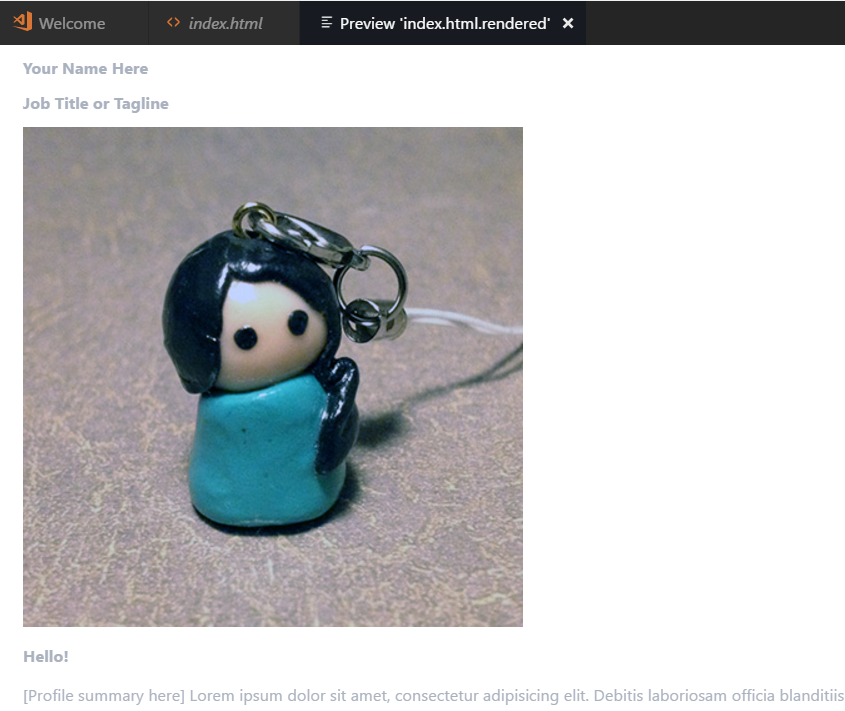 Welcome
index.html
Preview 'index.html.rendered'
Your Name Here
Job Title or Tagline
Hello!
[Profile summary here] Lorem ipsum dolor sit amet, consectetur adipisicing elit. Debitis laboriosam officia blanditiis